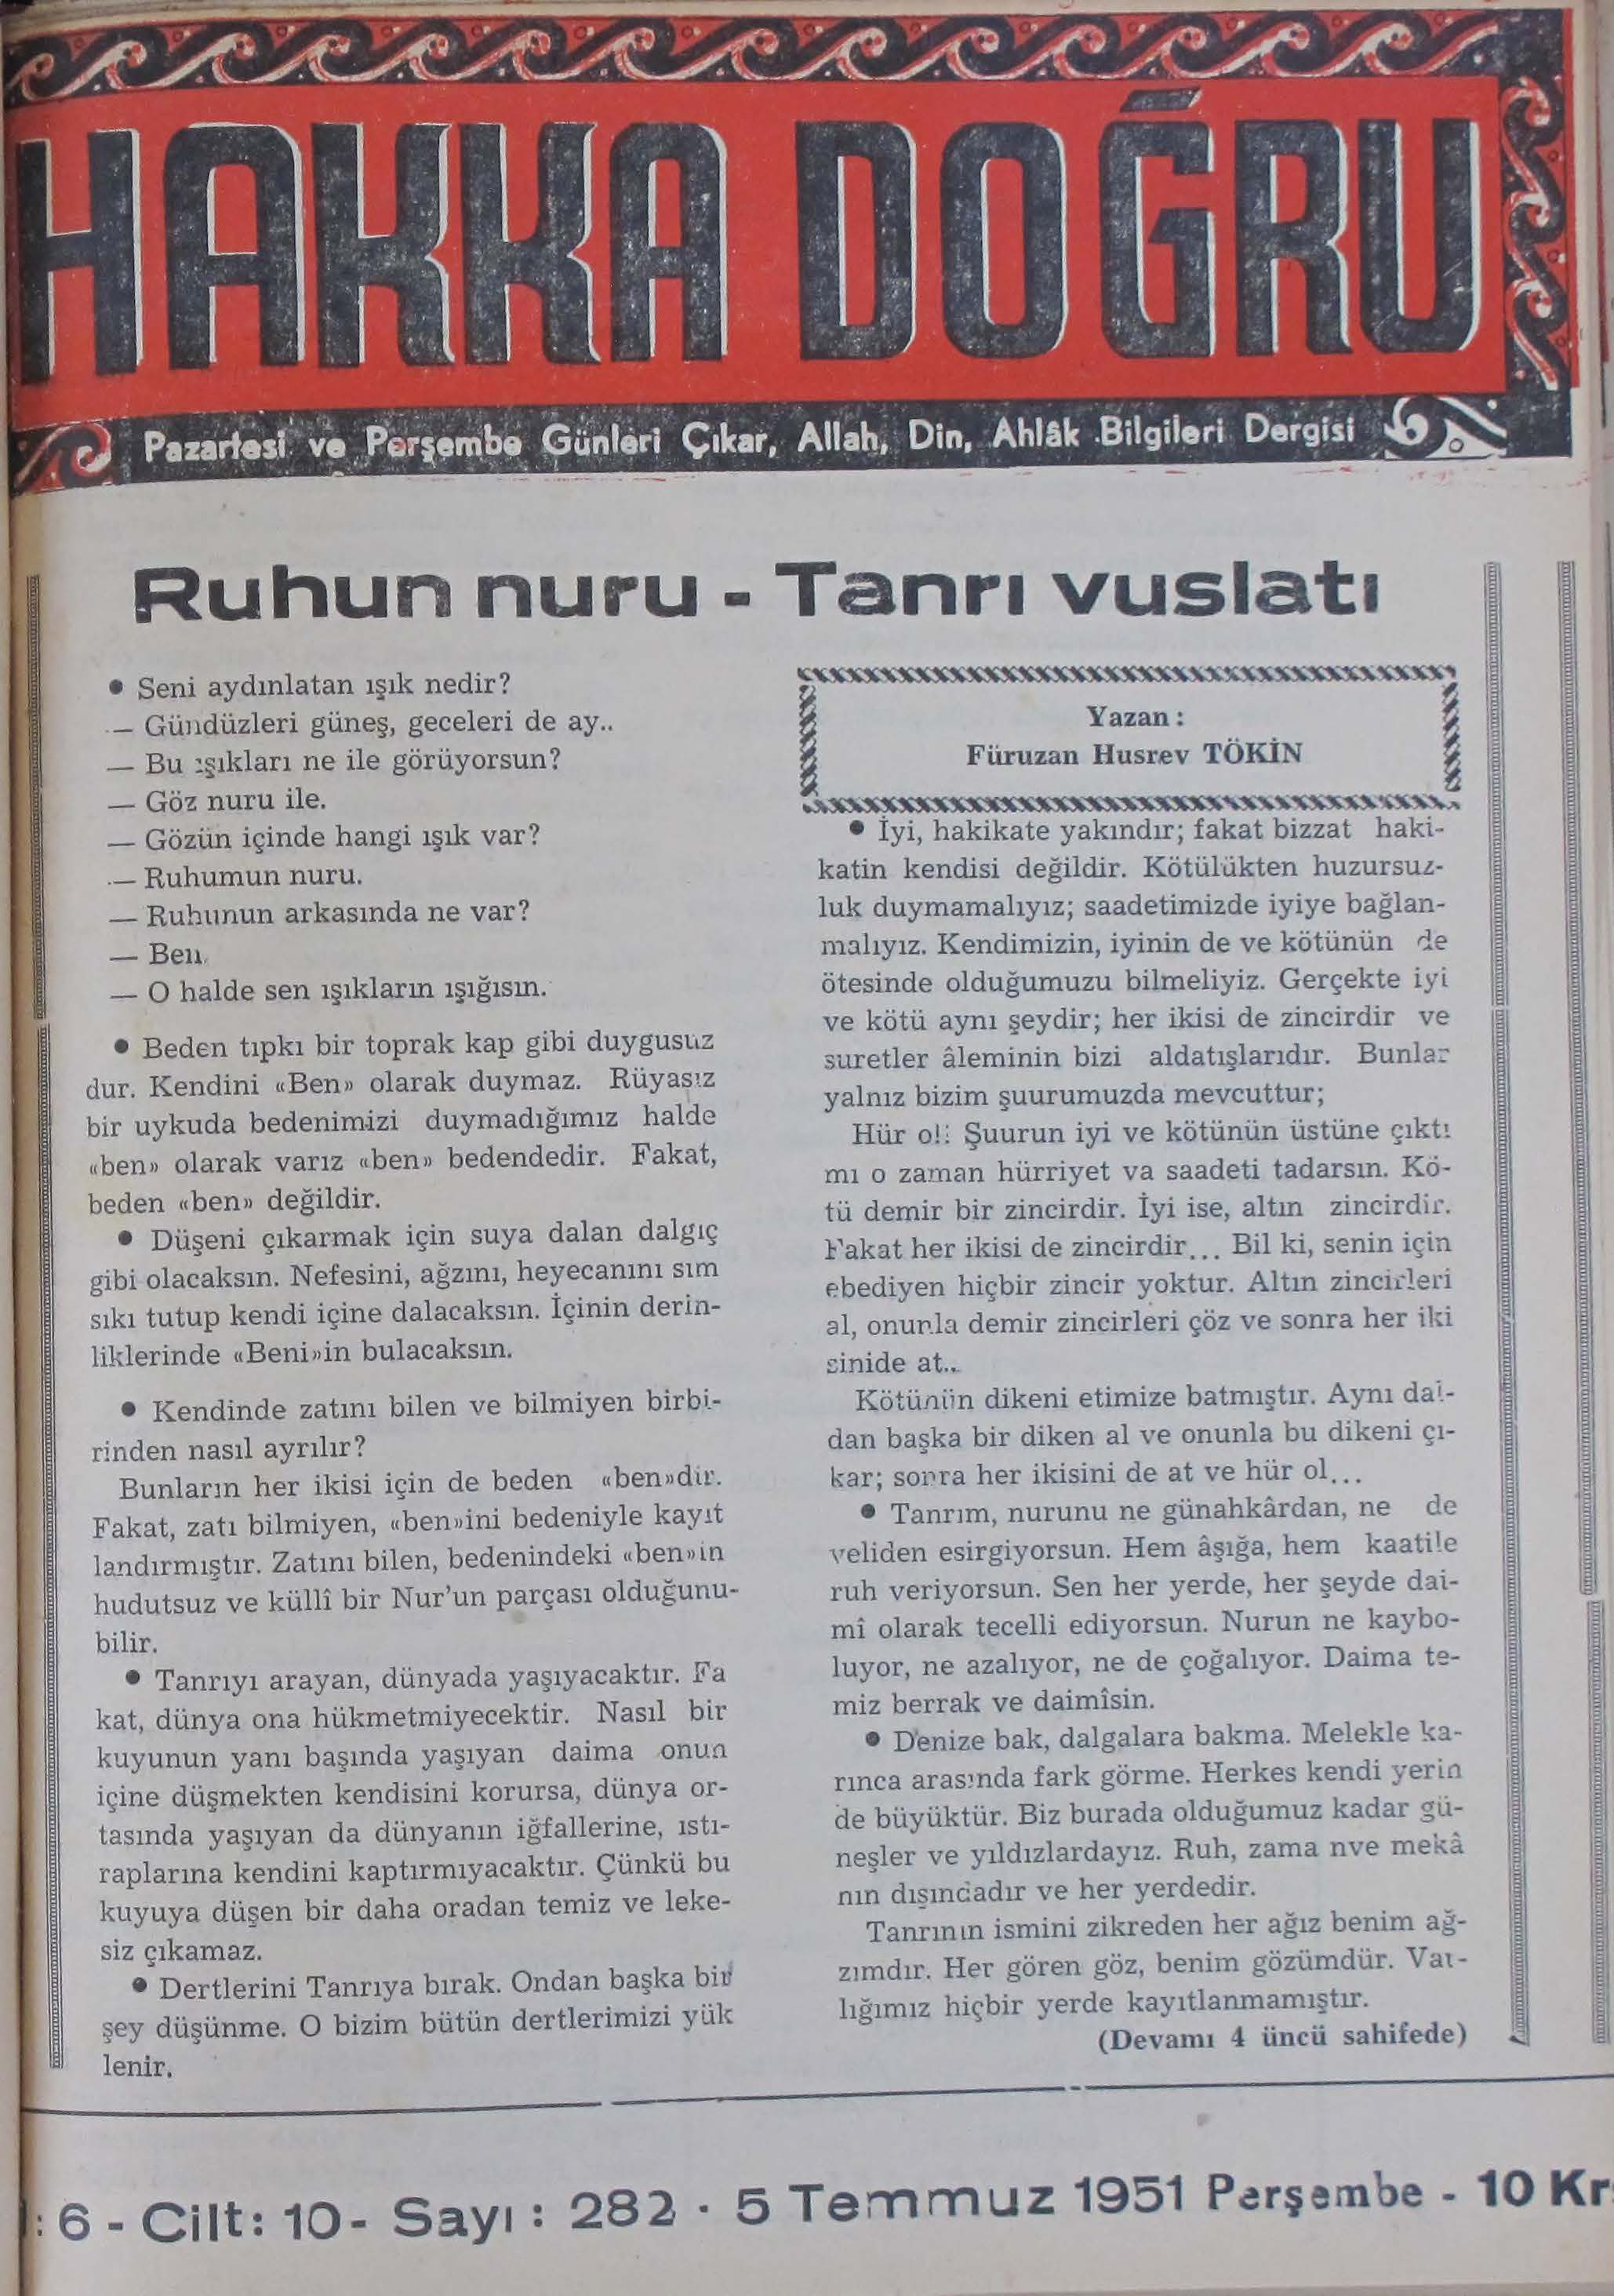 HAKKA DOĞRU
Pazartesi ve Perşembe Günleri Çıkar, Allah, Din, Ahlâk Bilgileri Dergisi
Ruhun nuru - Tanrı vuslatı
• Seni aydınlatan ışık nedir?
— Gündüzleri güneş, geceleri de ay..
— Bu ışıkları ne ile görüyorsun?
— Göz nuru ile.
— Gözün içinde hangi ışık var?
— Ruhumun nuru.
— Ruhunun arkasında ne var?
— Ben.
— O halde sen ışıkların ışığısın.
• Beden tıpkı bir toprak kap gibi duygusuz
dur. Kendini «Ben» olarak duymaz. Rüyasız
bir uykuda bedenimizi duymadığımız halde
«ben» olarak varız «ben» bedendedir. Fakat,
beden «ben» değildir.
• Düşeni çıkarmak için suya dalan dalgıç
gibi olacaksın. Nefesini, ağzını, heyecanını sım
sıkı tutup kendi içine dalacaksın. İçinin derin-
liklerinde «Beni»in bulacaksın.
• Kendinde zatını bilen ve bilmiyen birbi-
rinden nasıl ayrılır?
Bunların her ikisi için de beden «ben»dir.
Fakat, zatı bilmiyen, «ben»ini bedeniyle kayıt
landırmıştır. Zatını bilen, bedenindeki «ben»in
hudutsuz ve küllî bir Nur'un parçası olduğunu-
bilir.
• Tanrıyı arayan, dünyada yaşıyacaktır. Fa
kat, dünya ona hükmetmiyecektir. Nasıl bir
kuyunun yanı başında yaşıyan daima onun
içine düşmekten kendisini korursa, dünya or-
tasında yaşıyan da dünyanın iğfallerine, ıstı-
raplarına kendini kaptırmıyacaktır. Çünkü bu
kuyuya düşen bir daha oradan temiz ve leke-
siz çıkamaz.
• Dertlerini Tanrıya bırak. Ondan başka bir
şey düşünme. O bizim bütün dertlerimizi yük
lenir.
Yazan :
Füruzan Husrev TÖKİN
• İyi, hakikate yakındır; fakat bizzat haki-
katin kendisi değildir. Kötülükten huzursuz-
luk duymamalıyız; saadetimizde iyiye bağlan-
malıyız. Kendimizin, iyinin de ve kötünün de
ötesinde olduğumuzu bilmeliyiz. Gerçekte iyi
ve kötü aynı şeydir; her ikisi de zincirdir ve
suretler âleminin bizi aldatışlarıdır. Bunlar
yalnız bizim şuurumuzda mevcuttur;
Hür ol! Şuurun iyi ve kötünün üstüne çıktı
mı o zaman hürriyet va saadeti tadarsın. Kö-
tü demir bir zincirdir. İyi ise, altın zincirdir.
Fakat her ikisi de zincirdir... Bil ki, senin için
ebediyen hiçbir zincir yoktur. Altın zincirleri
al, onunla demir zincirleri çöz ve sonra her iki
sinide at..
Kötünün dikeni etimize batmıştır. Aynı dal-
dan başka bir diken al ve onunla bu dikeni çı-
kar; sonra her ikisini de at ve hür ol...
• Tanrım, nurunu ne günahkârdan, ne de
veliden esirgiyorsun. Hem âşığa, hem kaatile
ruh veriyorsun. Sen her yerde, her şeyde dai-
mî olarak tecelli ediyorsun. Nurun ne kaybo-
luyor, ne azalıyor, ne de çoğalıyor. Daima te-
miz berrak ve daimîsin.
• Denize bak, dalgalara bakma. Melekle ka-
rınca arasında fark görme. Herkes kendi yerin
de büyüktür. Biz burada olduğumuz kadar gü-
neşler ve yıldızlardayız. Ruh, zama nve mekâ
nın dışındadır ve her yerdedir.
Tanrının ismini zikreden her ağız benim ağ-
zımdır. Her gören göz, benim gözümdür. Var-
lığımız hiçbir yerde kayıtlanmamıştır.
(Devamı 4 üncü sahifede)
: 6 - Cilt: 10 - Sayı : 282 - 5 Temmuz 1951 Perşembe - 10 Kr